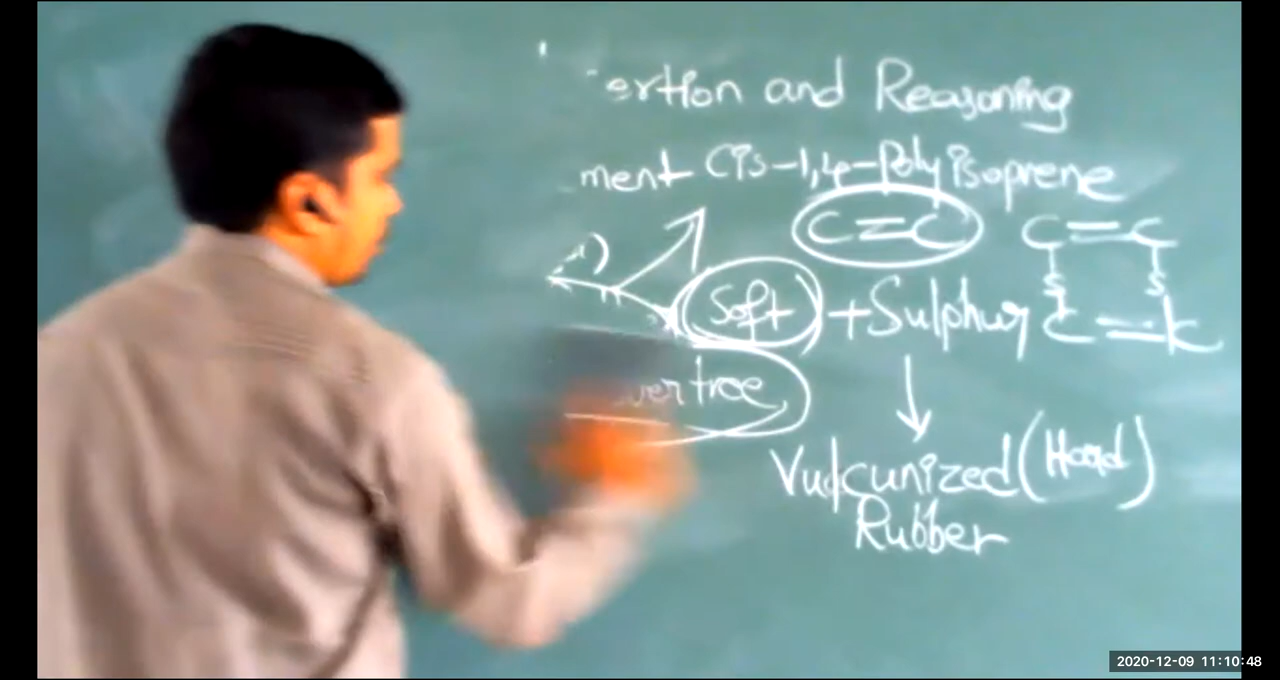 ertion and Reasoning
ment Cis-1,4-Polyisoprene
C=C C=C
S S
Soft +Sulphur C=C
ver tree
Vulcunized (Hard)
Rubber
2020-12-09 11:10:48